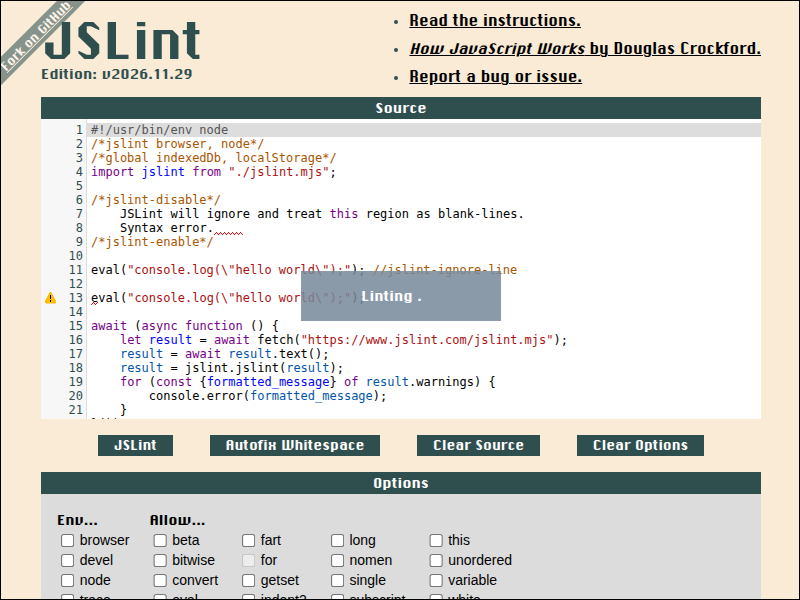 Fork on GitHub
JSLint
Edition: v2026.11.29
Read the instructions.
How JavaScript Works by Douglas Crockford.
Report a bug or issue.
Source
1 #!/usr/bin/env node
2 /*jslint browser, node*/
3 /*global indexedDb, localStorage*/
4 import jslint from "./jslint.mjs";
5
6 /*jslint-disable*/
7     JSLint will ignore and treat this region as blank-lines.
8     Syntax error.
9 /*jslint-enable*/
10
11 eval("console.log(\"hello world\");"); //jslint-ignore-line
12
13 eval("console.log(\"hello world\");");
Linting .
14
15 await (async function () {
16     let result = await fetch("https://www.jslint.com/jslint.mjs");
17     result = await result.text();
18     result = jslint.jslint(result);
19     for (const {formatted_message} of result.warnings) {
20         console.error(formatted_message);
21     }
JSLint Autofix Whitespace Clear Source Clear Options
Options
Env... Allow...
browser beta fart long this
devel bitwise for nomen unordered
node convert getset single variable